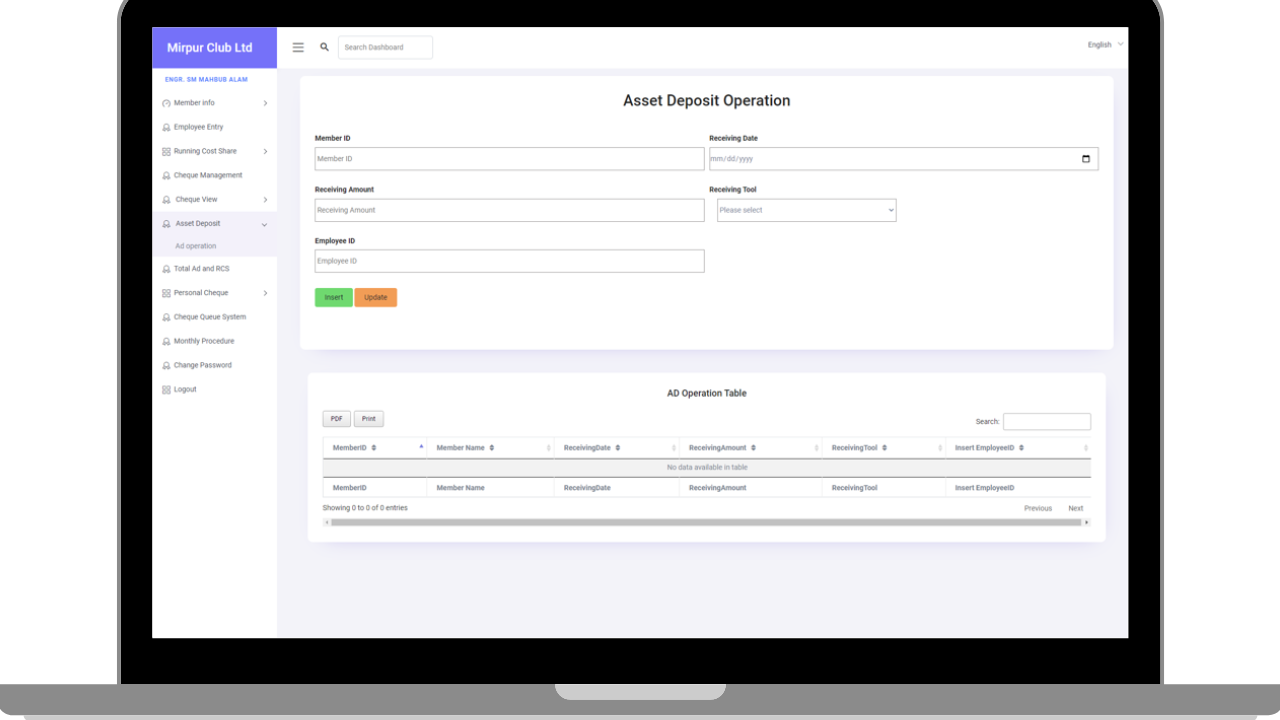 Mirpur Club Ltd
Search Dashboard
English
ENGR. SM MAHBUB ALAM
Member info
Employee Entry
Running Cost Share
Cheque Management
Cheque View
Asset Deposit
Ad operation
Total Ad and RCS
Personal Cheque
Cheque Queue System
Monthly Procedure
Change Password
Logout
Asset Deposit Operation
Member ID
Receiving Date
Member ID
mm/dd/yyyy
Receiving Amount
Receiving Tool
Receiving Amount
Please select
Employee ID
Employee ID
Insert Update
AD Operation Table
PDF Print
Search:
MemberID Member Name ReceivingDate ReceivingAmount ReceivingTool Insert EmployeeID
No data available in table
MemberID Member Name ReceivingDate ReceivingAmount ReceivingTool Insert EmployeeID
Showing 0 to 0 of 0 entries
Previous Next